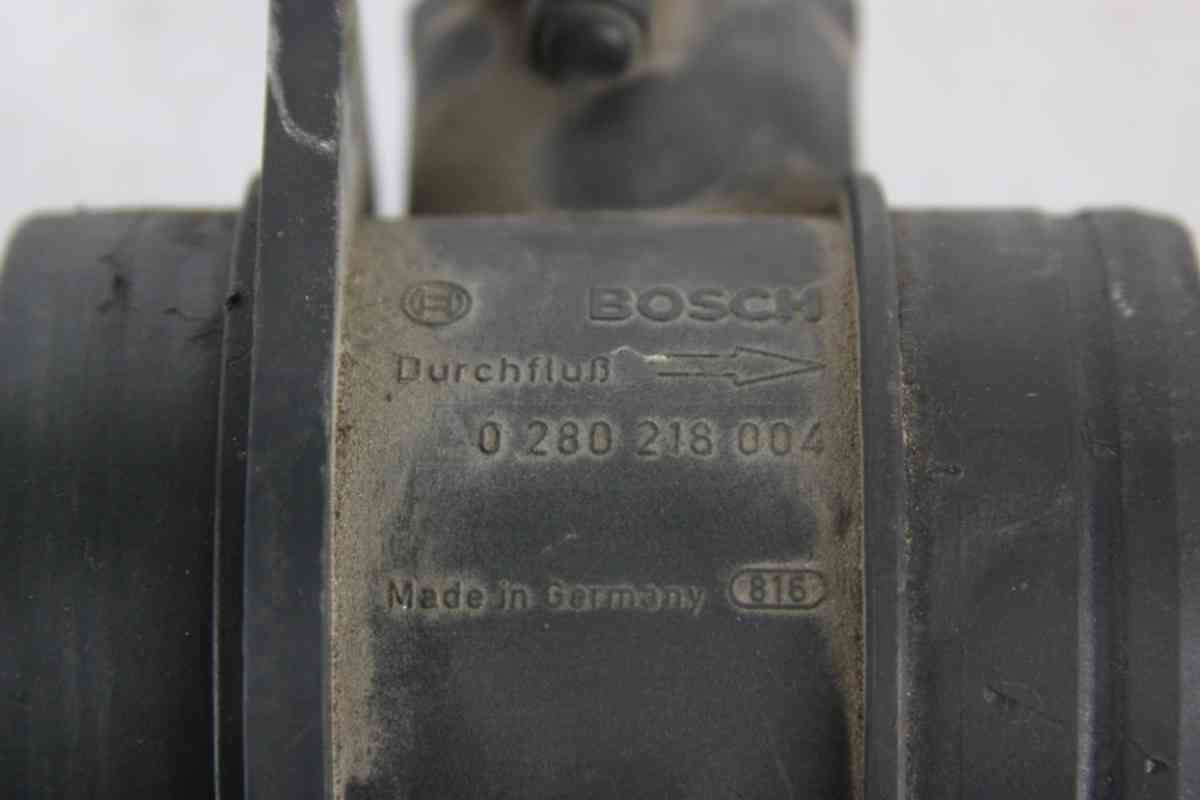 BOSCH
Durchfluß
0 280 218 004
Made in Germany 816